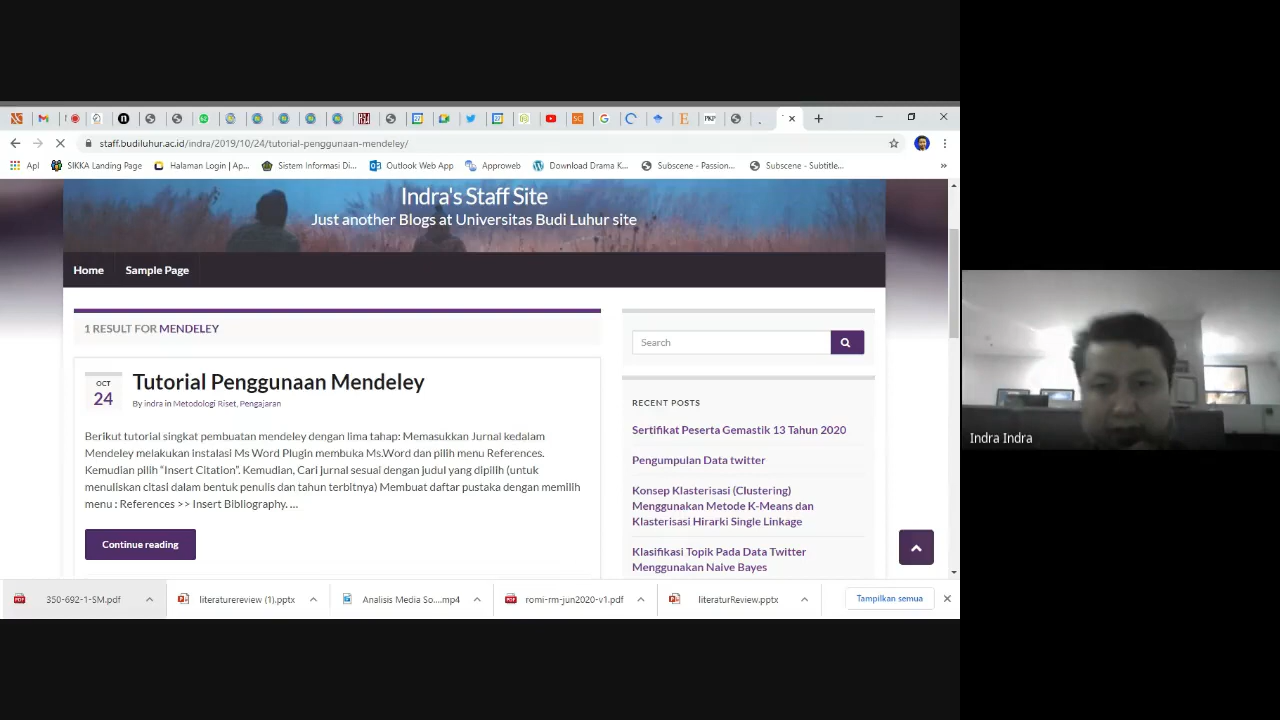 staff.budiluhur.ac.id/indra/2019/10/24/tutorial-penggunaan-mendeley/
Apl SIKKA Landing Page Halaman Login | Ap... Sistem Informasi Di... Outlook Web App Approweb Download Drama K... Subscene - Passion... Subscene - Subtitle... »
Indra's Staff Site
Just another Blogs at Universitas Budi Luhur site
Home Sample Page
1 RESULT FOR MENDELEY
Search
OCT
24
Tutorial Penggunaan Mendeley
By indra in Metodologi Riset, Pengajaran
Berikut tutorial singkat pembuatan mendeley dengan lima tahap: Memasukkan Jurnal kedalam
Mendeley melakukan instalasi Ms Word Plugin membuka Ms.Word dan pilih menu References.
Kemudian pilih “Insert Citation”. Kemudian, Cari jurnal sesuai dengan judul yang dipilih (untuk
menuliskan citasi dalam bentuk penulis dan tahun terbitnya) Membuat daftar pustaka dengan memilih
menu : References >> Insert Bibliography. …
Continue reading
RECENT POSTS
Sertifikat Peserta Gemastik 13 Tahun 2020
Pengumpulan Data twitter
Konsep Klasterisasi (Clustering)
Menggunakan Metode K-Means dan
Klasterisasi Hirarki Single Linkage
Klasifikasi Topik Pada Data Twitter
Menggunakan Naive Bayes
350-692-1-SM.pdf literaturereview (1).pptx Analisis Media So....mp4 romi-rm-jun2020-v1.pdf literaturReview.pptx Tampilkan semua
Indra Indra